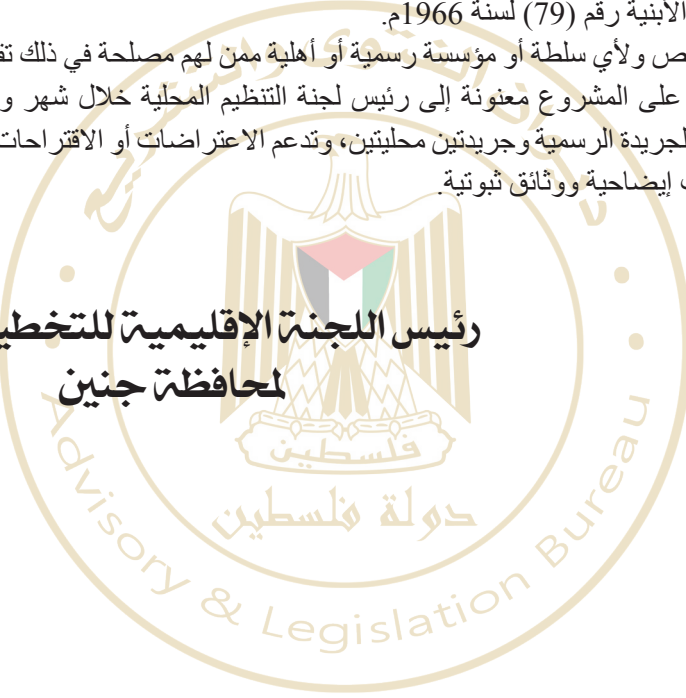 الأبنية رقم (79) لسنة 1966م.
ص ولأي سلطة أو مؤسسة رسمية أو أهلية ممن لهم مصلحة في ذلك تق
على المشروع معنونة إلى رئيس لجنة التنظيم المحلية خلال شهر و
لجريدة الرسمية وجريدتين محليتين، وتدعم الاعتراضات أو الاقتراحات
إيضاحية ووثائق ثبوتية.
رئيس اللجنة الإقليمية للتخطي
لمحافظة جنين
فلسطين
دولة فلسطين
Advisory & Legislation Bureau